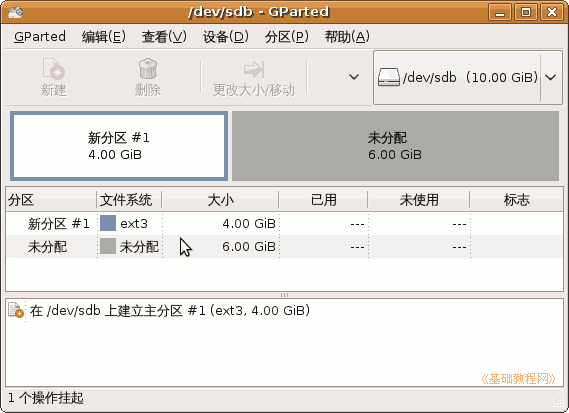 /dev/sdb - GParted
GParted 编辑(E) 查看(V) 设备(D) 分区(P) 帮助(A)
新建 删除 更改大小/移动 /dev/sdb (10.00 GiB)
新分区 #1
4.00 GiB
未分配
6.00 GiB
分区 文件系统 大小 已用 未使用 标志
新分区 #1 ext3 4.00 GiB --- ---
未分配 未分配 6.00 GiB --- ---
在 /dev/sdb 上建立主分区 #1 (ext3, 4.00 GiB)
《基础教程网》
1 个操作挂起